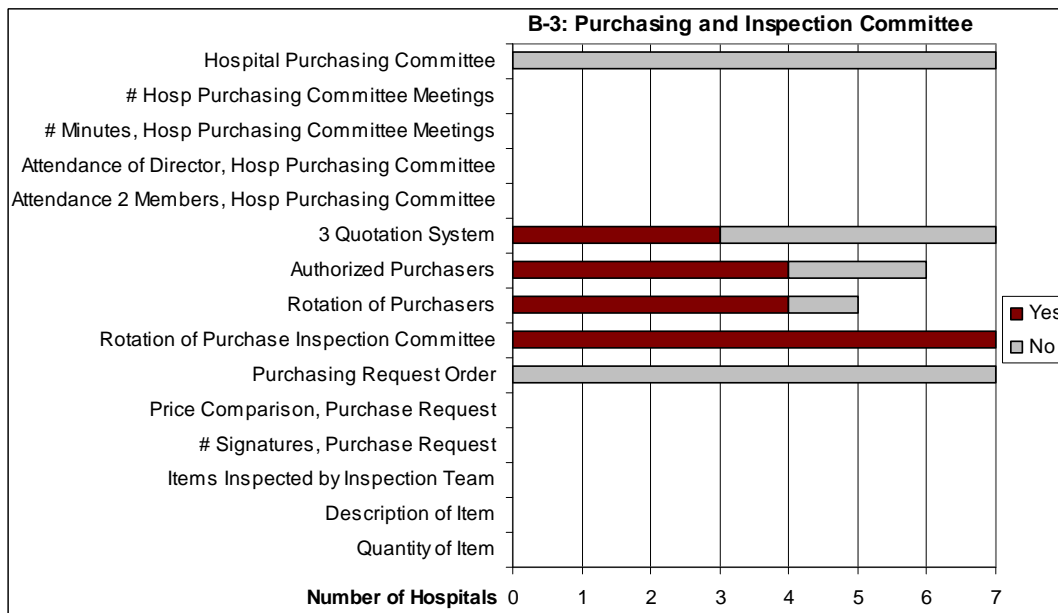 B-3: Purchasing and Inspection Committee
Hospital Purchasing Committee
# Hosp Purchasing Committee Meetings
# Minutes, Hosp Purchasing Committee Meetings
Attendance of Director, Hosp Purchasing Committee
Attendance 2 Members, Hosp Purchasing Committee
3 Quotation System
Authorized Purchasers
Rotation of Purchasers
Rotation of Purchase Inspection Committee
Purchasing Request Order
Price Comparison, Purchase Request
# Signatures, Purchase Request
Items Inspected by Inspection Team
Description of Item
Quantity of Item
Yes
No
Number of Hospitals 0 1 2 3 4 5 6 7